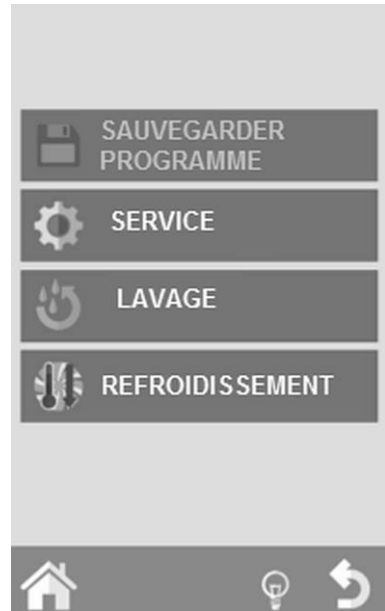 SAUVEGARDER
PROGRAMME
SERVICE
LAVAGE
REFROIDISSEMENT